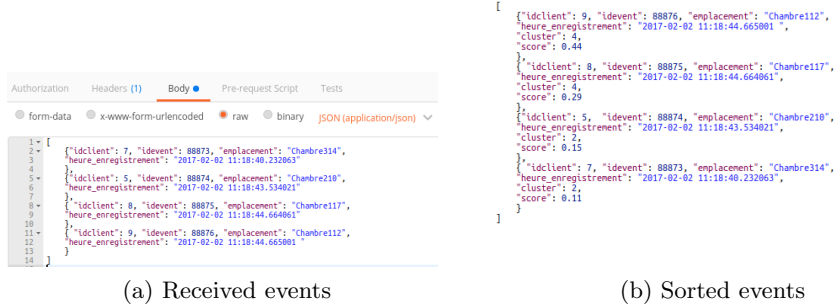 Authorization Headers (1) Body Pre-request Script Tests
form-data x-www-form-urlencoded raw binary JSON (application/json)
1 [
2 {"idclient": 7, "idevent": 88873, "emplacement": "Chambre314",
3 "heure_enregistrement": "2017-02-02 11:18:40.232063"
4 },
5 { "idclient": 5, "idevent": 88874, "emplacement": "Chambre210",
6 "heure_enregistrement": "2017-02-02 11:18:43.534021"
7 },
8 { "idclient": 8, "idevent": 88875, "emplacement": "Chambre117",
9 "heure_enregistrement": "2017-02-02 11:18:44.664061"
10 },
11 { "idclient": 9, "idevent": 88876, "emplacement": "Chambre112",
12 "heure_enregistrement": "2017-02-02 11:18:44.665001 "
13 }
14 ]
(a) Received events
[
{"idclient": 9, "idevent": 88876, "emplacement": "Chambre112",
"heure_enregistrement": "2017-02-02 11:18:44.665001 ",
"cluster": 4,
"score": 0.44
},
{ "idclient": 8, "idevent": 88875, "emplacement": "Chambre117",
"heure_enregistrement": "2017-02-02 11:18:44.664061",
"cluster": 4,
"score": 0.29
},
{ "idclient": 5, "idevent": 88874, "emplacement": "Chambre210",
"heure_enregistrement": "2017-02-02 11:18:43.534021",
"cluster": 2,
"score": 0.15
},
{ "idclient": 7, "idevent": 88873, "emplacement": "Chambre314",
"heure_enregistrement": "2017-02-02 11:18:40.232063",
"cluster": 2,
"score": 0.11
}
]
(b) Sorted events